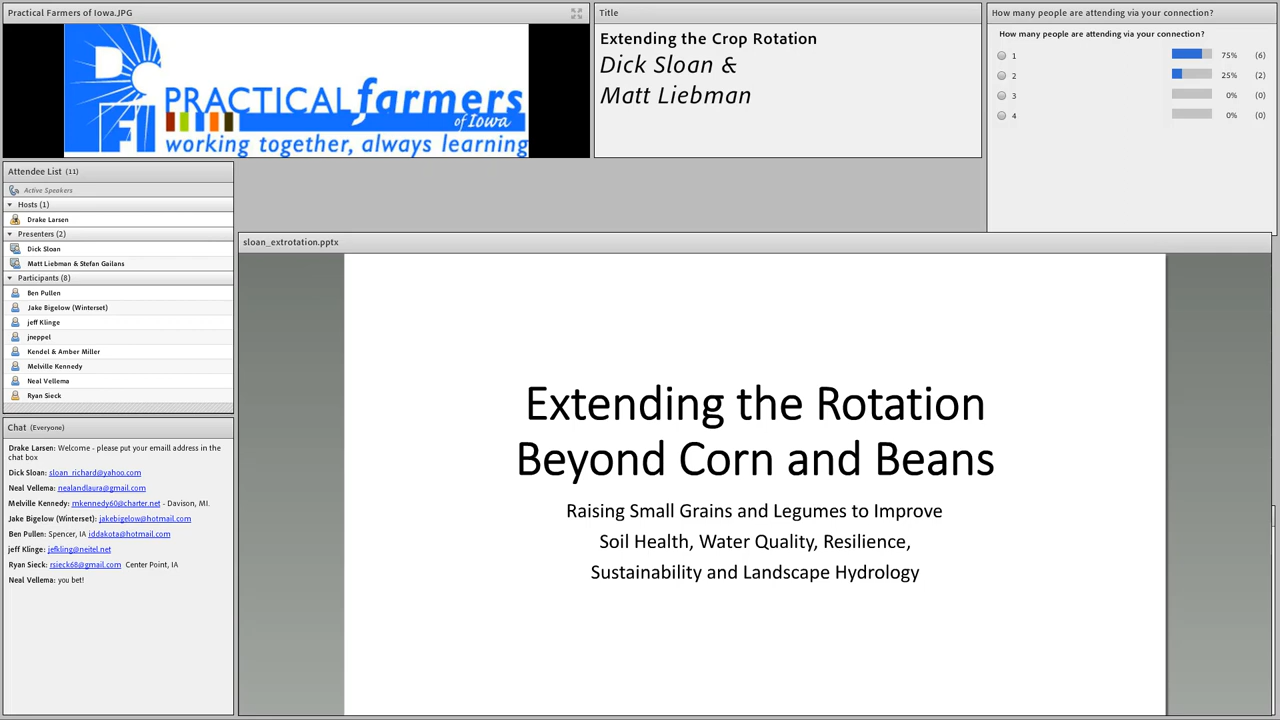 Practical Farmers of Iowa.JPG
PRACTICAL farmers
of Iowa
working together, always learning
PFI
Title
Extending the Crop Rotation
Dick Sloan &
Matt Liebman
How many people are attending via your connection?
How many people are attending via your connection?
1 75% (6)
2 25% (2)
3 0% (0)
4 0% (0)
Attendee List (11)
Active Speakers
Hosts (1)
Drake Larsen
Presenters (2)
Dick Sloan
Matt Liebman & Stefan Gailans
Participants (8)
Ben Pullen
Jake Bigelow (Winterset)
jeff Klinge
jneppel
Kendel & Amber Miller
Melville Kennedy
Neal Vellema
Ryan Sieck
Chat (Everyone)
Drake Larsen: Welcome - please put your emaill address in the
chat box
Dick Sloan: sloan_richard@yahoo.com
Neal Vellema: nealandlaura@gmail.com
Melville Kennedy: mkennedy60@charter.net - Davison, MI.
Jake Bigelow (Winterset): jakebigelow@hotmail.com
Ben Pullen: Spencer, IA iddakota@hotmail.com
jeff Klinge: jefkling@neitel.net
Ryan Sieck: rsieck68@gmail.com Center Point, IA
Neal Vellema: you bet!
sloan_extrotation.pptx
Extending the Rotation
Beyond Corn and Beans
Raising Small Grains and Legumes to Improve
Soil Health, Water Quality, Resilience,
Sustainability and Landscape Hydrology